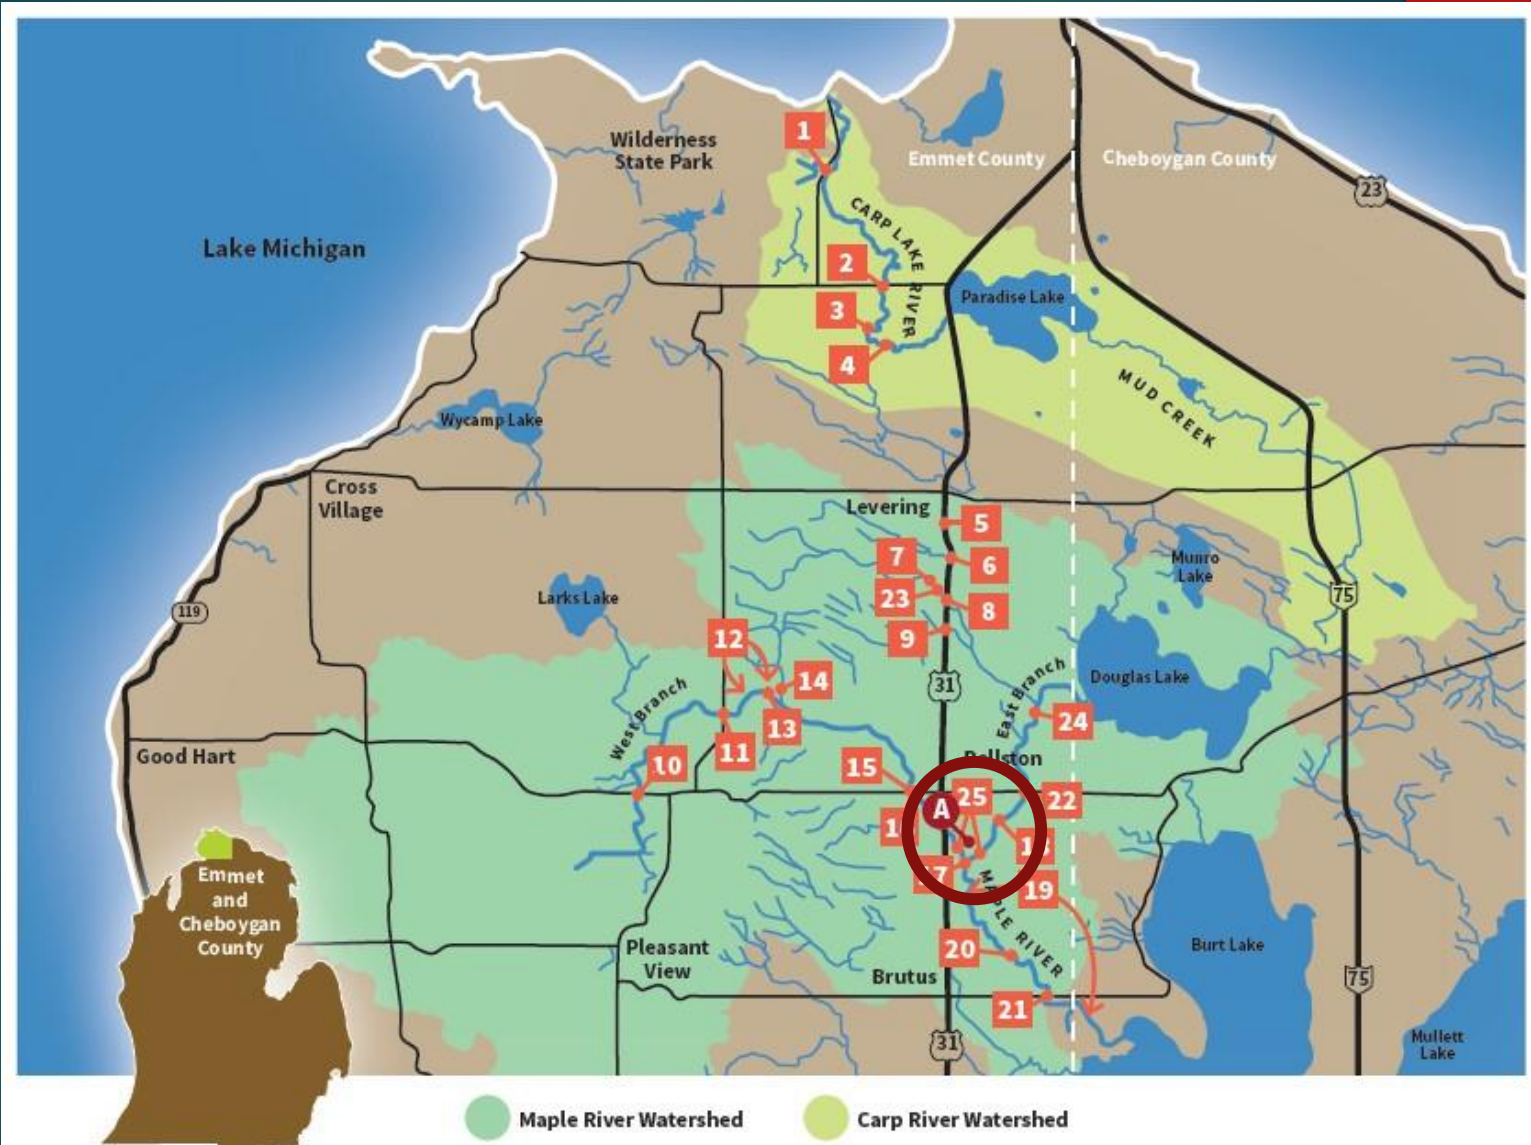 1
Wilderness
State Park
Emmet County
Cheboygan County
23
CARP LAKE RIVER
Lake Michigan
2
Paradise Lake
3
4
MUD CREEK
Wycamp Lake
Cross
Village
Levering
5
7
6
Munro
Lake
Larks Lake
23
8
75
119
9
12
14
31
East Branch
Douglas Lake
West Branch
13
24
11
Good Hart
10
15
25
22
A
19
Emmet
and
Cheboygan
County
MAPLE RIVER
Pleasant
View
20
Burt Lake
Brutus
75
21
31
Mullett
Lake
Maple River Watershed
Carp River Watershed